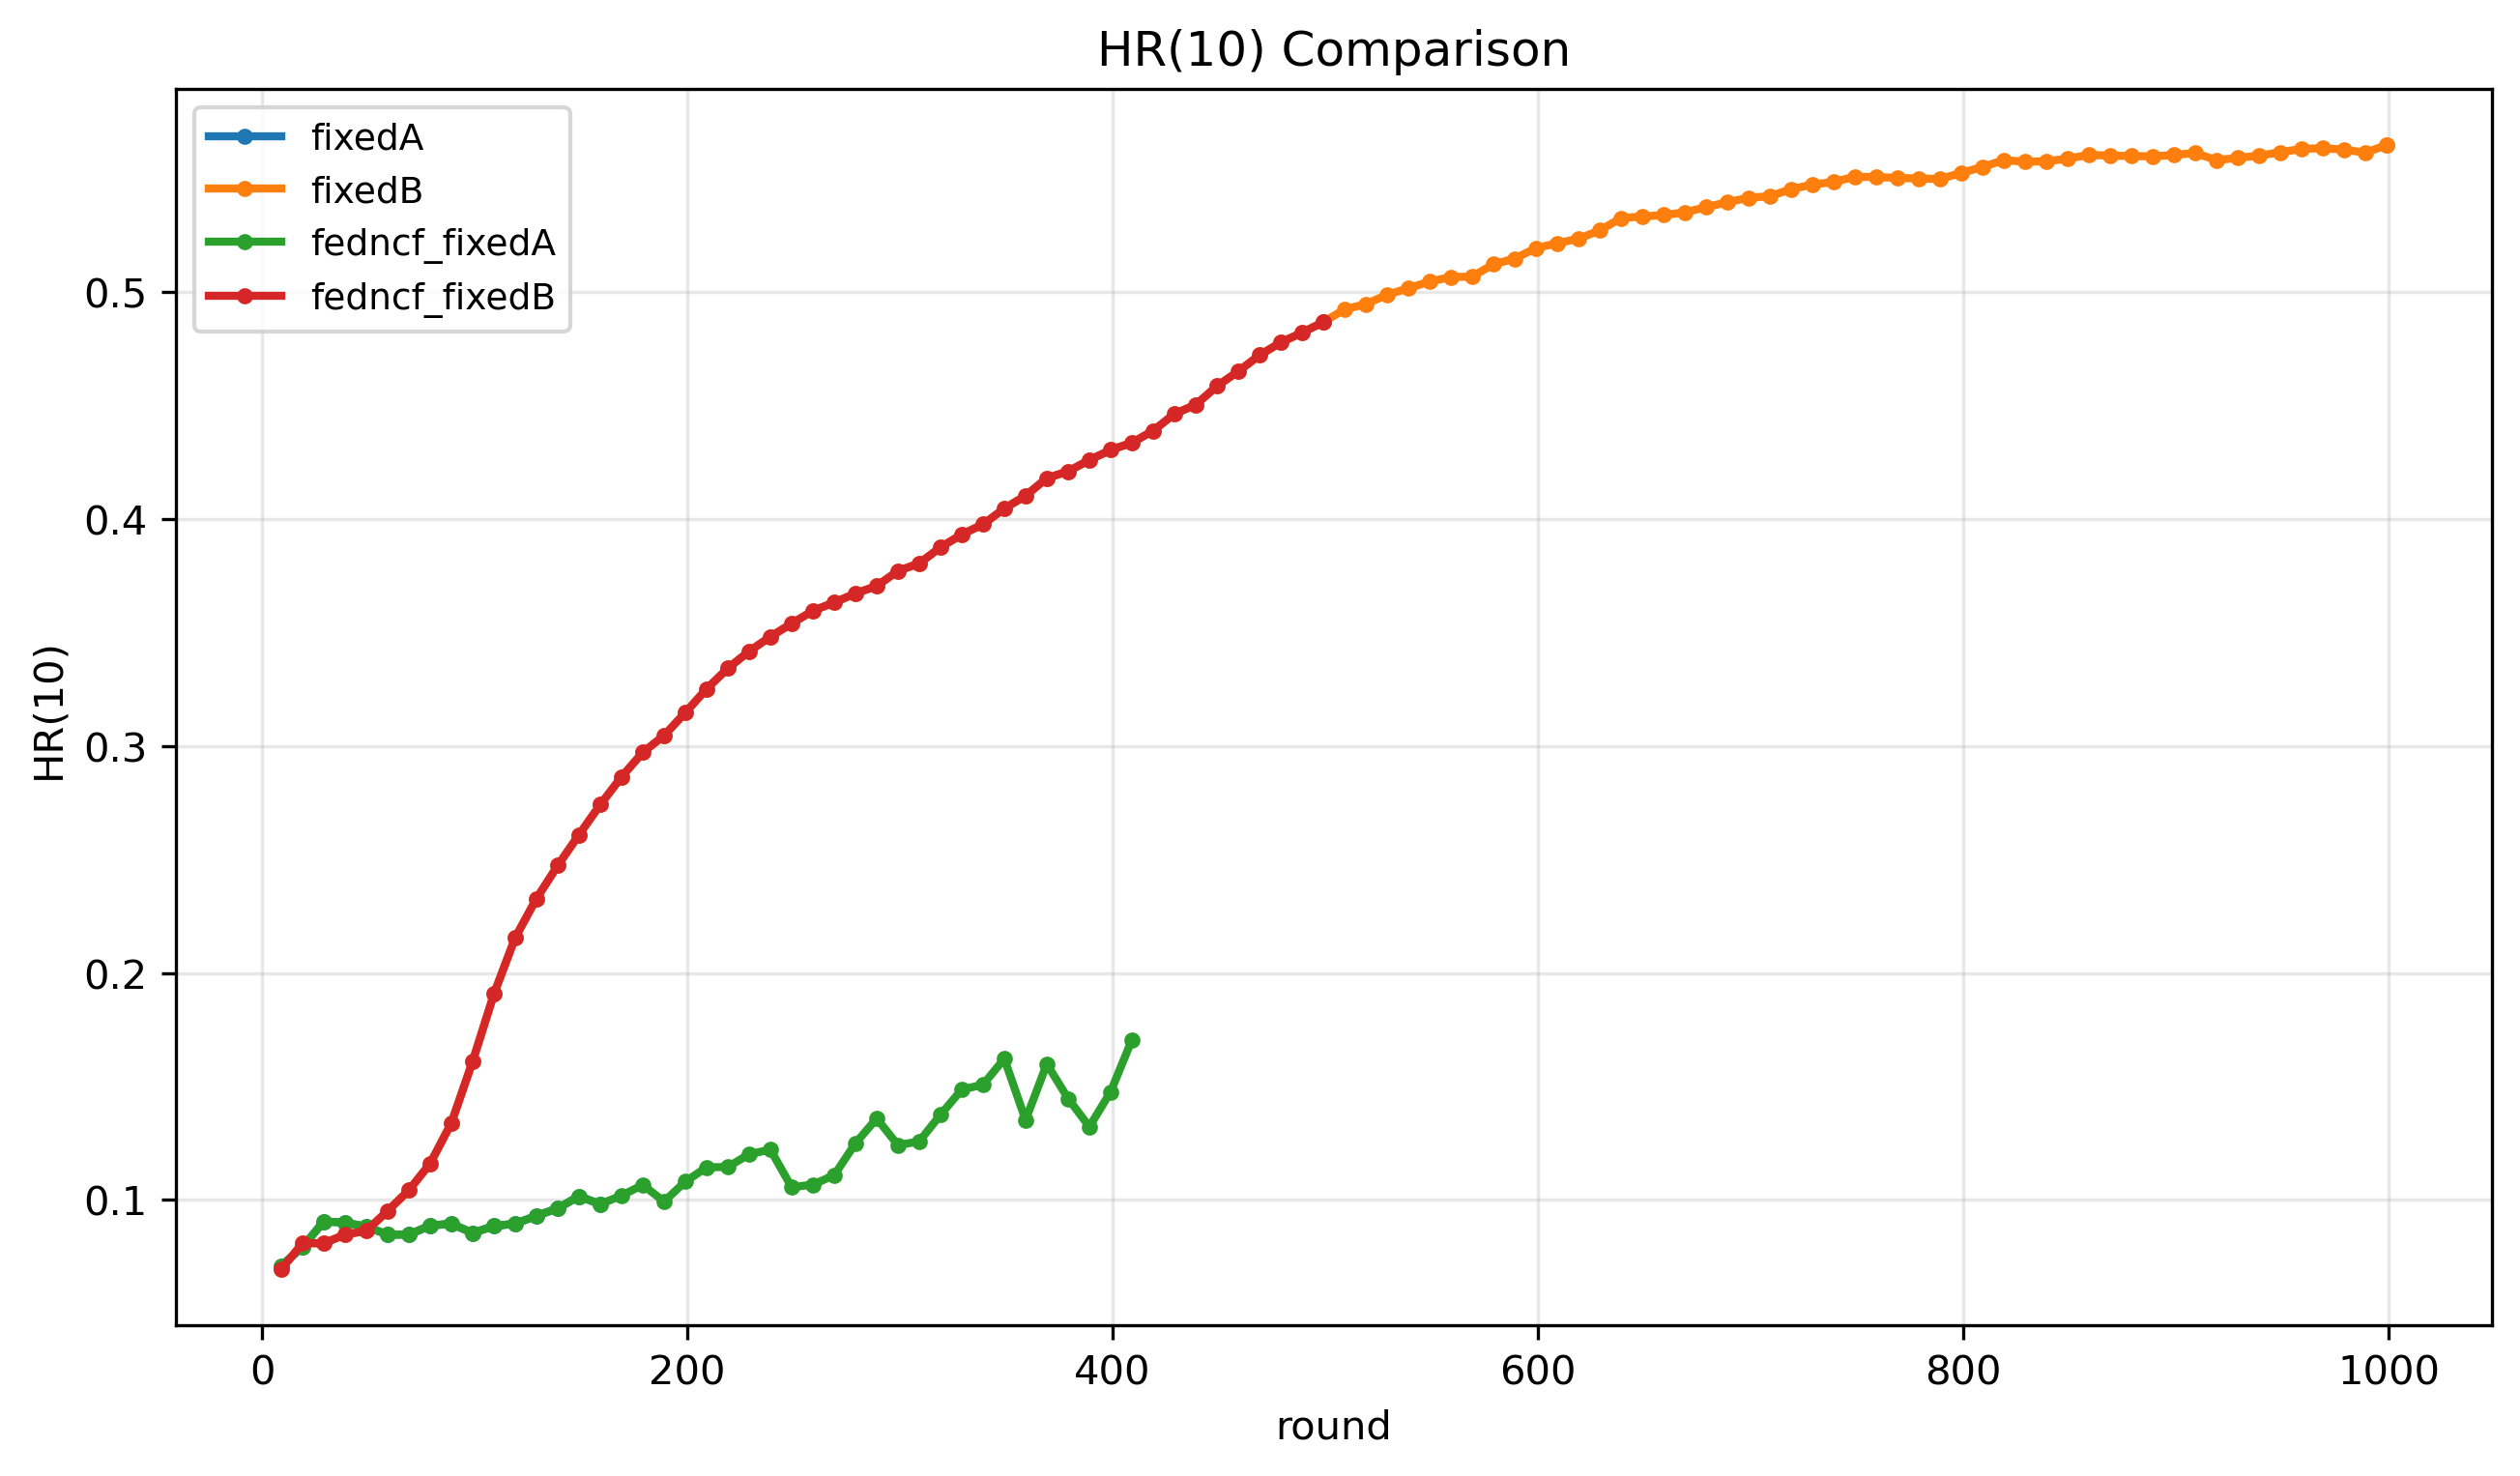 HR(10) Comparison
fixedA
fixedB
fedncf_fixedA
fedncf_fixedB
HR(10)
0.5
0.4
0.3
0.2
0.1
0 200 400 600 800 1000
round